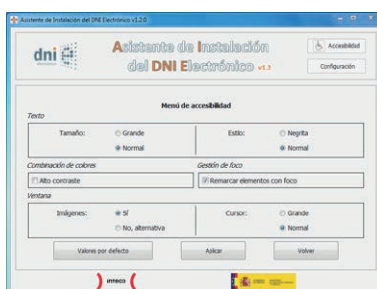 Asistente de Instalación del DNI Electrónico v1.2.0
dni
Asistente de Instalación
del DNI Electrónico v1.3
Accesibilidad
Configuración
Menú de accesibilidad
Texto
Tamaño: Grande Estilo: Negrita
Normal Normal
Combinación de colores Gestión de foco
Alto contraste Remarcar elementos con foco
Ventana
Imágenes: Sí Cursor: Grande
No, alternativa Normal
Valores por defecto Aplicar Volver
inteco